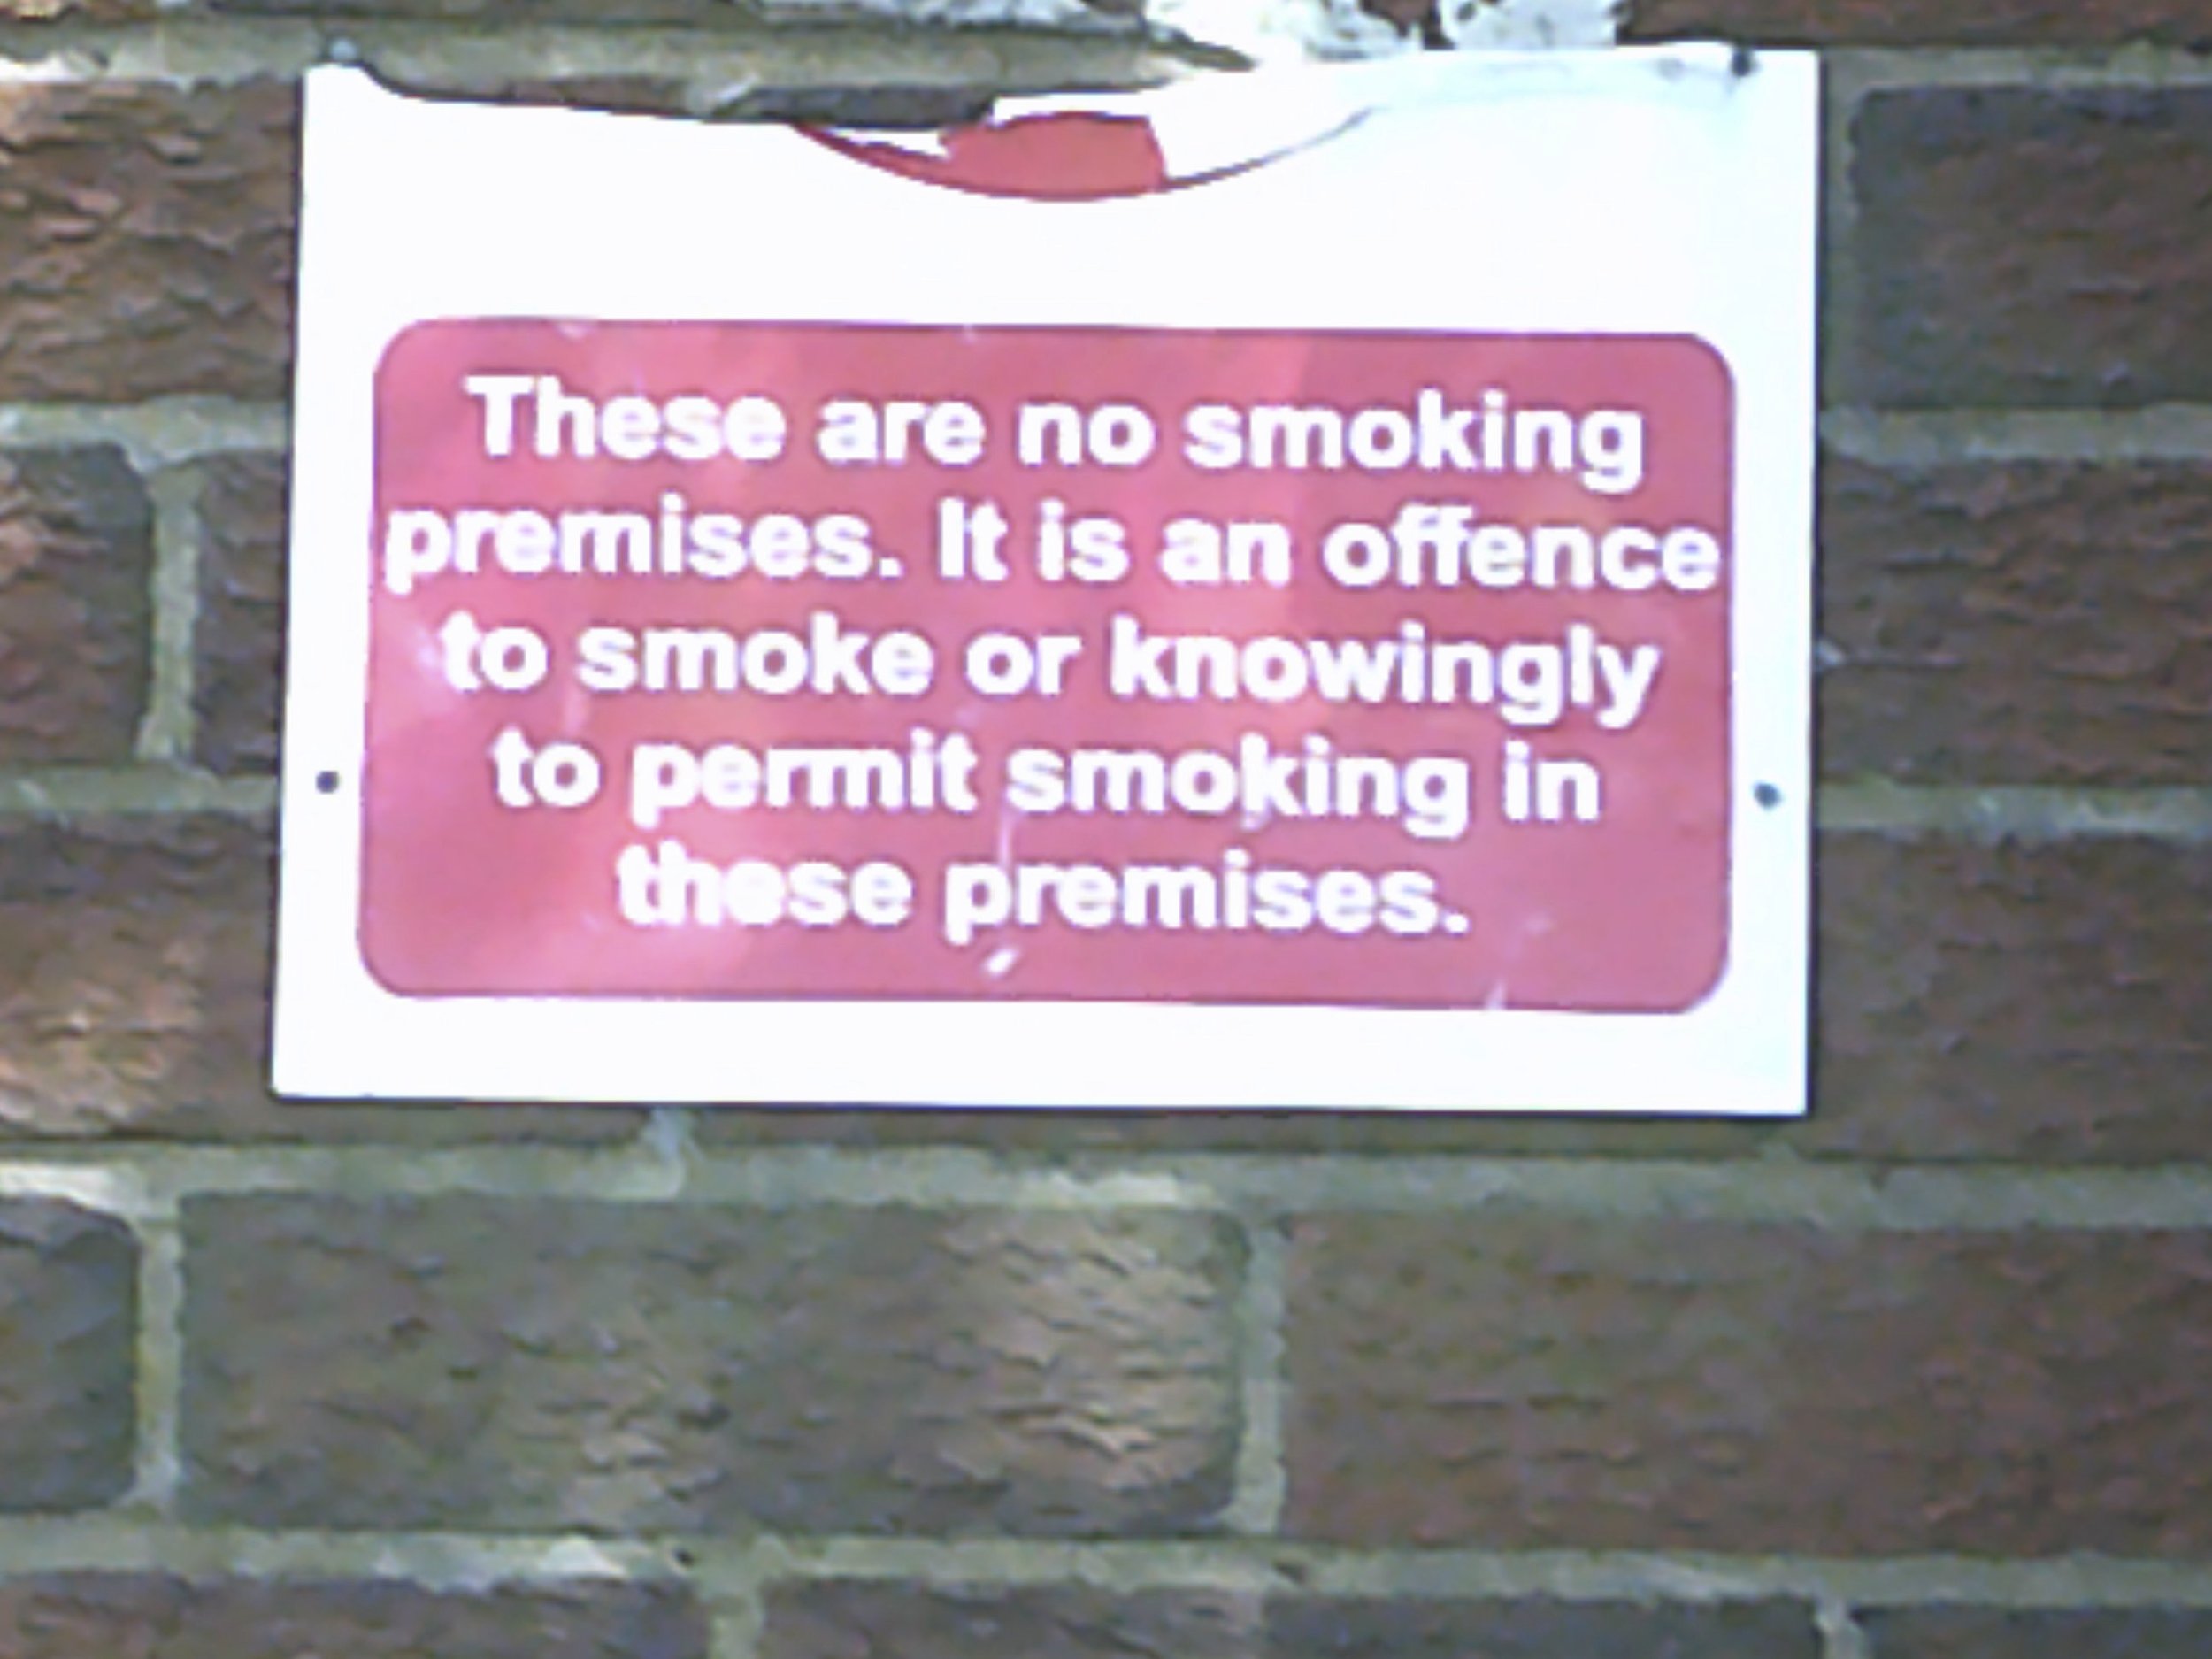 These are no smoking
premises. It is an offence
to smoke or knowingly
to permit smoking in
these premises.